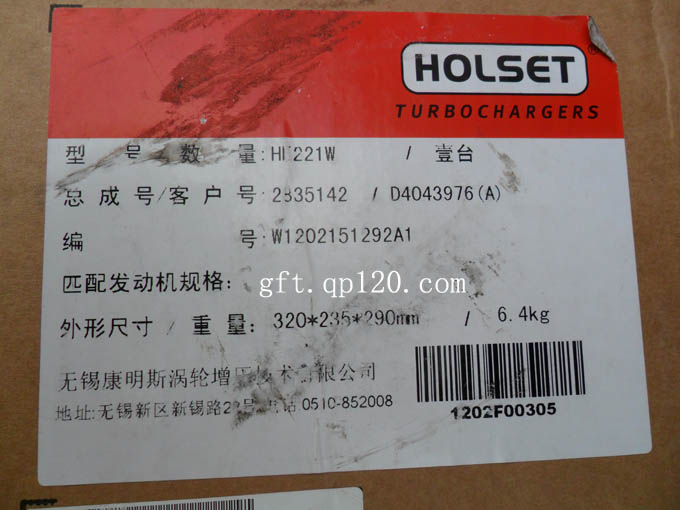 HOLSET®
TURBOCHARGERS
型 号/数 量:HE221W / 壹台
总成号/客户号:2835142 / D4043976(A)
编 号:W1202151292A1
匹配发动机规格:
gft.qp120.com
外形尺寸/重量: 320*235*290mm / 6.4kg
无锡康明斯涡轮增压技术有限公司
地址:无锡新区新锡路 电话 0510-852008
1202F00305